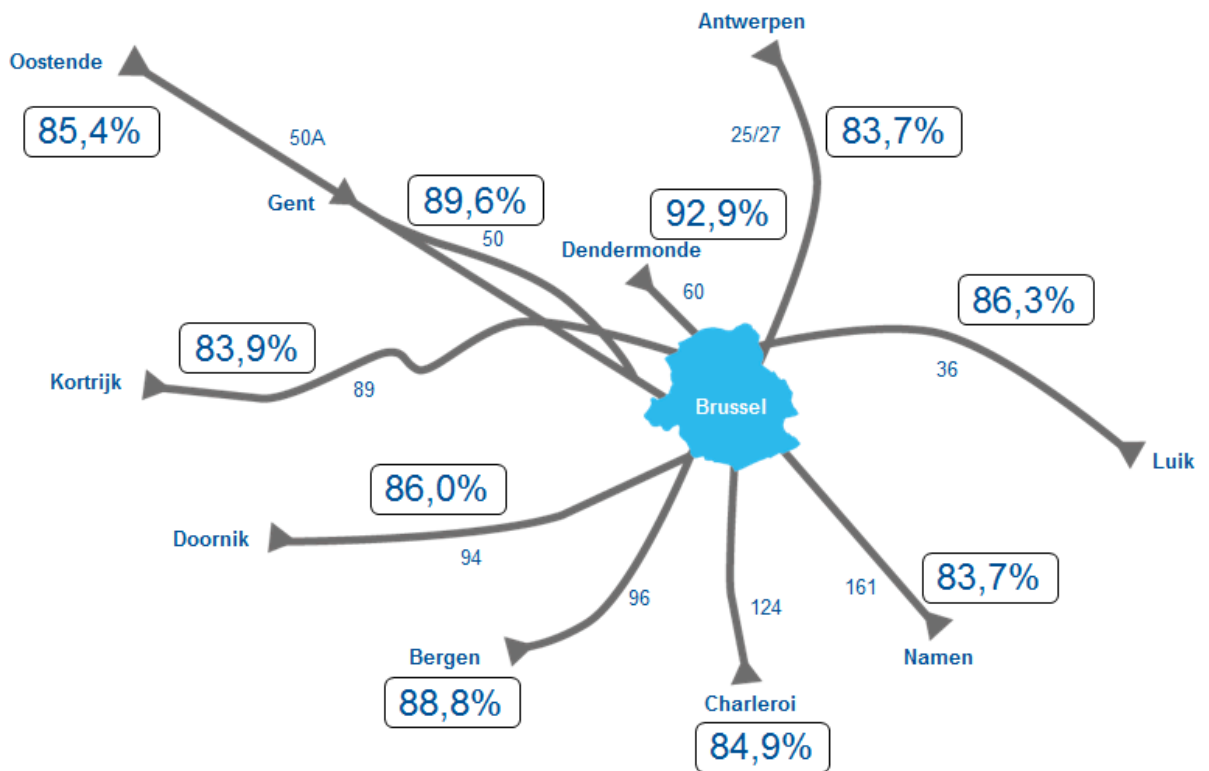 Antwerpen
Oostende
85,4%
50A
25/27
83,7%
Gent
89,6%
92,9%
50
Dendermonde
60
86,3%
83,9%
Kortrijk
89
36
Brussel
Luik
86,0%
Doornik
94
83,7%
96
124
161
Bergen
Namen
88,8%
Charleroi
84,9%